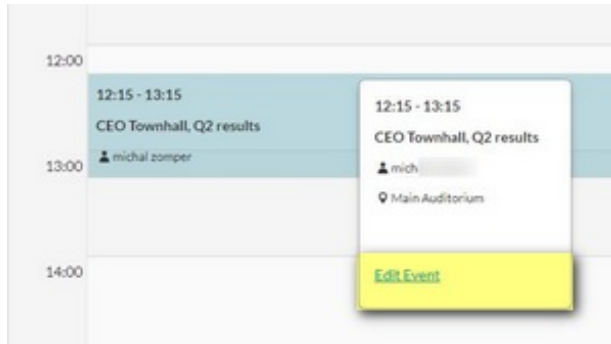 12:00
12:15 - 13:15
CEO Townhall, Q2 results
michal zomper
13:00
12:15 - 13:15
CEO Townhall, Q2 results
mich
Main Auditorium
14:00
Edit Event